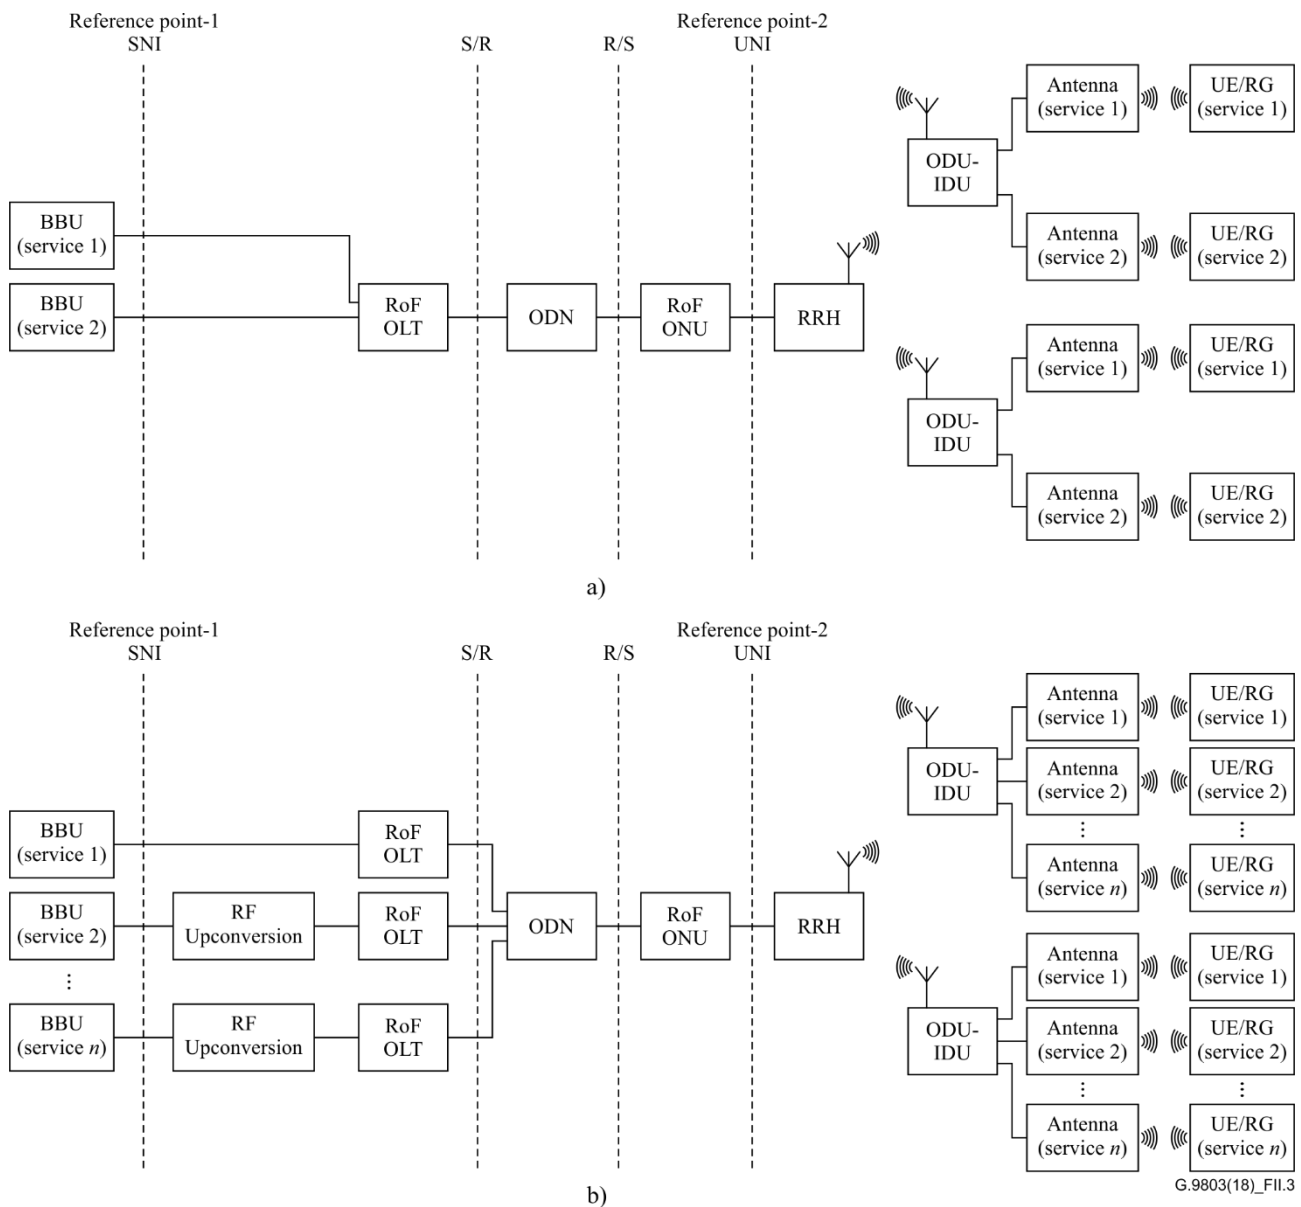 Reference point-1
Reference point-2
SNI
S/R
R/S
UNI
Antenna
(service 1)
UE/RG
(service 1)
ODU-
IDU
BBU
(service 1)
Antenna
(service 2)
UE/RG
(service 2)
BBU
(service 2)
RoF
OLT
ODN
RoF
ONU
RRH
Antenna
(service 1)
UE/RG
(service 1)
ODU-
IDU
Antenna
(service 2)
UE/RG
(service 2)
a)
Reference point-1
Reference point-2
SNI
S/R
R/S
UNI
Antenna
(service 1)
UE/RG
(service 1)
ODU-
IDU
Antenna
(service 2)
UE/RG
(service 2)
BBU
(service 1)
RoF
OLT
Antenna
(service n)
UE/RG
(service n)
BBU
(service 2)
RF
Upconversion
RoF
OLT
ODN
RoF
ONU
RRH
Antenna
(service 1)
UE/RG
(service 1)
BBU
(service n)
RF
Upconversion
RoF
OLT
ODU-
IDU
Antenna
(service 2)
UE/RG
(service 2)
Antenna
(service n)
UE/RG
(service n)
G.9803(18)_FII.3
b)